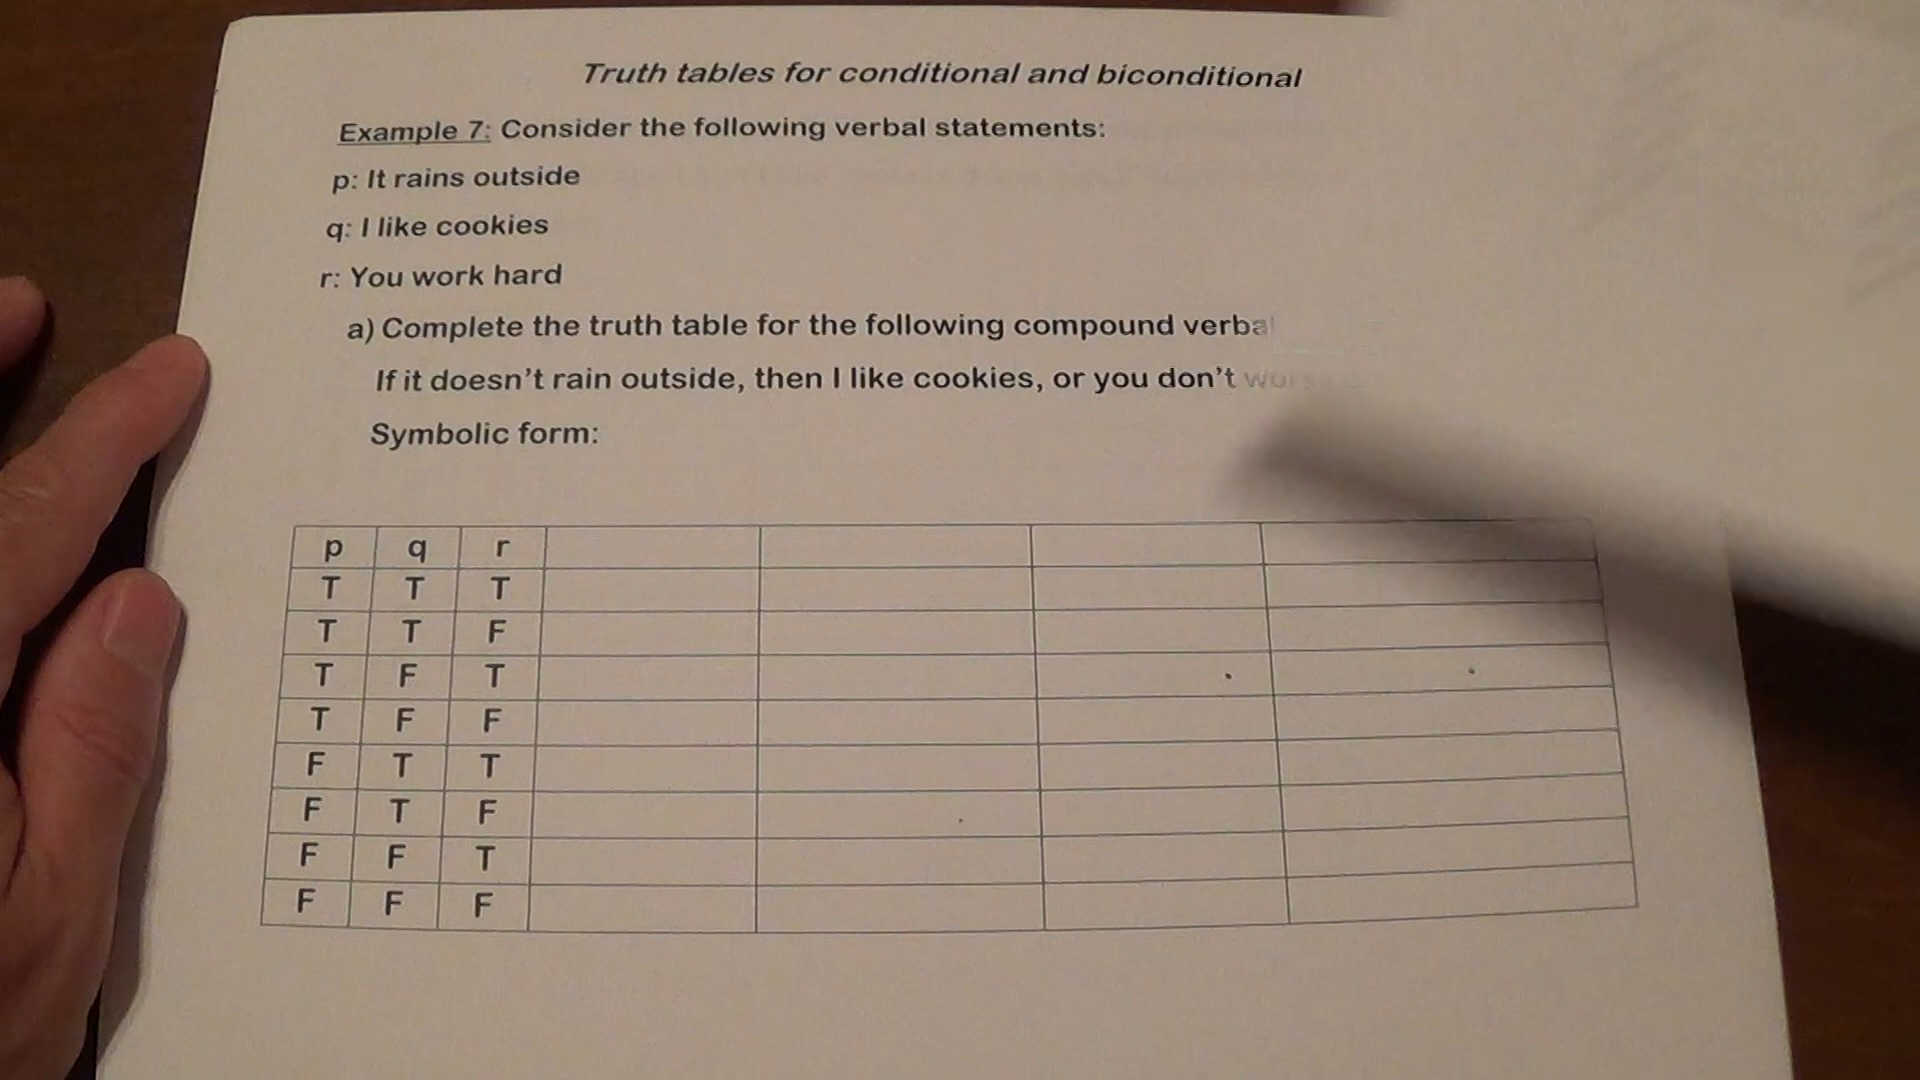 Truth tables for conditional and biconditional
Example 7: Consider the following verbal statements:
p: It rains outside
q: I like cookies
r: You work hard
a) Complete the truth table for the following compound verbal
If it doesn't rain outside, then I like cookies, or you don't
Symbolic form:
p q r
T T T
T T F
T F T
T F F
F T T
F T F
F F T
F F F